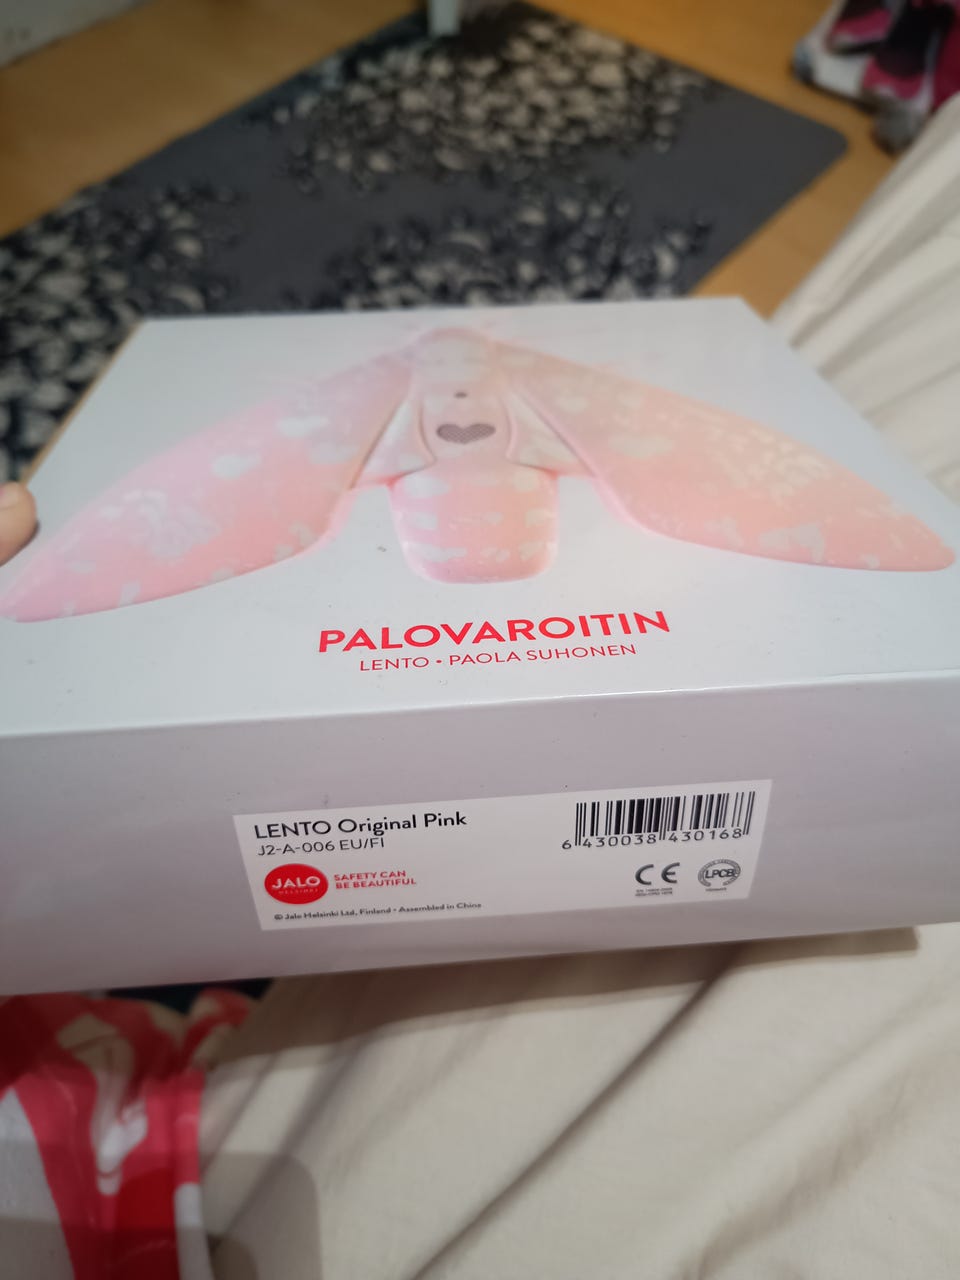 PALOVAROITIN
LENTO • PAOLA SUHONEN
LENTO Original Pink
J2-A-006 EU/FI
JALO
HELSINKI
SAFETY CAN
BE BEAUTIFUL
© Jalo Helsinki Ltd, Finland • Assembled in China
6 430038 430168
CE
LPCB